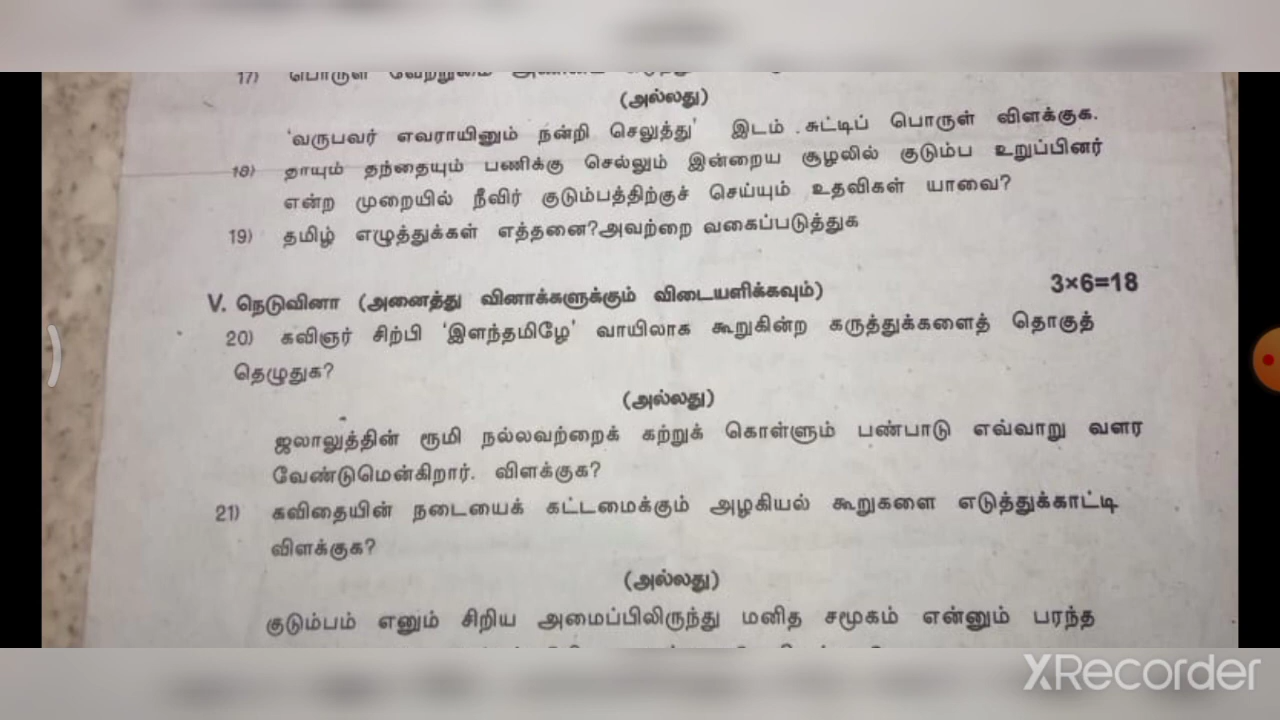 17) பொருள் வேற்றுமை
(அல்லது)
'வருபவர் எவராயினும் நன்றி செலுத்து' இடம் சுட்டிப் பொருள் விளக்குக.
18) தாயும் தந்தையும் பணிக்கு செல்லும் இன்றைய சூழலில் குடும்ப உறுப்பினர்
என்ற முறையில் நீவிர் குடும்பத்திற்குச் செய்யும் உதவிகள் யாவை?
19) தமிழ் எழுத்துக்கள் எத்தனை?அவற்றை வகைப்படுத்துக
V. நெடுவினா (அனைத்து வினாக்களுக்கும் விடையளிக்கவும்) 3×6=18
20) கவிஞர் சிற்பி 'இளந்தமிழே' வாயிலாக கூறுகின்ற கருத்துக்களைத் தொகுத்
தெழுதுக?
(அல்லது)
ஜலாலுத்தின் ரூமி நல்லவற்றைக் கற்றுக் கொள்ளும் பண்பாடு எவ்வாறு வளர
வேண்டுமென்கிறார். விளக்குக?
21) கவிதையின் நடையைக் கட்டமைக்கும் அழகியல் கூறுகளை எடுத்துக்காட்டி
விளக்குக?
(அல்லது)
குடும்பம் எனும் சிறிய அமைப்பிலிருந்து மனித சமூகம் என்னும் பரந்த
XRecorder